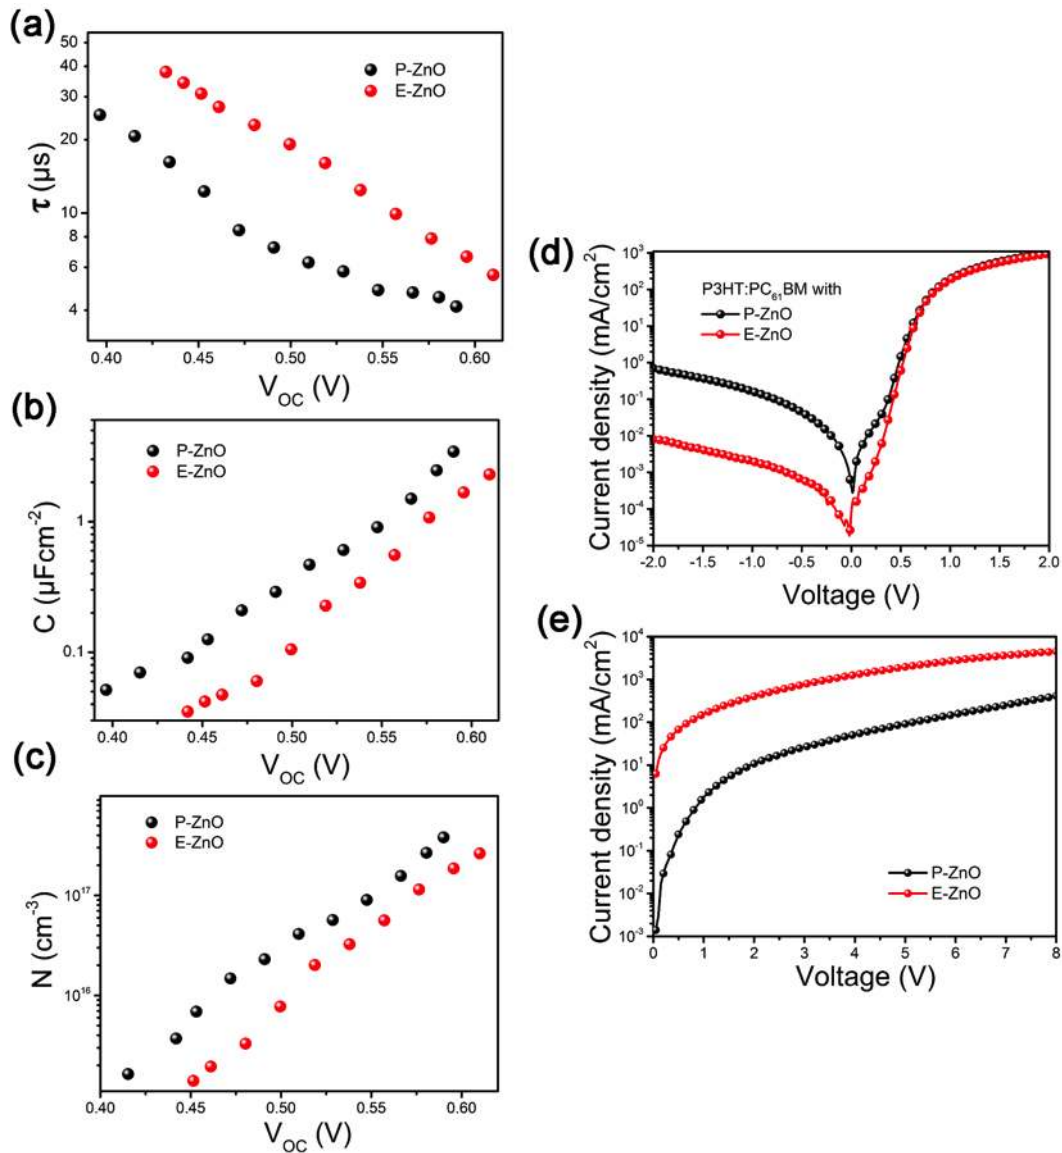 (a)
50
40
30
20
10
8
6
4
τ (μs)
P-ZnO
E-ZnO
0.40
0.45
0.50
0.55
0.60
V_OC (V)
(b)
1
0.1
C (μFcm⁻²)
P-ZnO
E-ZnO
0.40
0.45
0.50
0.55
0.60
V_OC (V)
(c)
10¹⁷
10¹⁶
N (cm⁻³)
P-ZnO
E-ZnO
0.40
0.45
0.50
0.55
0.60
V_OC (V)
(d)
10³
10²
10¹
10⁰
10⁻¹
10⁻²
10⁻³
10⁻⁴
10⁻⁵
Current density (mA/cm²)
P3HT:PC₆₁BM with
P-ZnO
E-ZnO
-2.0
-1.5
-1.0
-0.5
0.0
0.5
1.0
1.5
2.0
Voltage (V)
(e)
10⁴
10³
10²
10¹
10⁰
10⁻¹
10⁻²
10⁻³
Current density (mA/cm²)
P-ZnO
E-ZnO
0
1
2
3
4
5
6
7
8
Voltage (V)